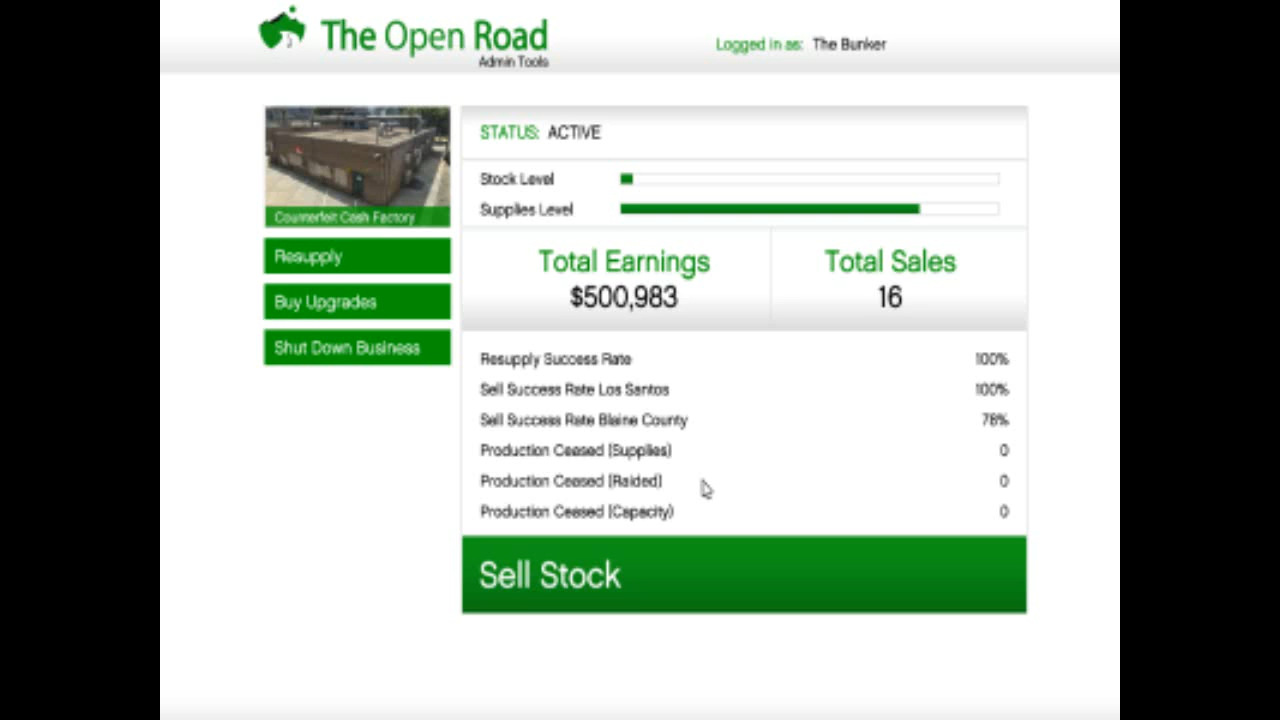 The Open Road
Admin Tools
Logged in as: The Bunker
Counterfeit Cash Factory
Resupply
Buy Upgrades
Shut Down Business
STATUS: ACTIVE
Stock Level
Supplies Level
Total Earnings
$500,983
Total Sales
16
Resupply Success Rate 100%
Sell Success Rate Los Santos 100%
Sell Success Rate Blaine County 78%
Production Ceased (Supplies) 0
Production Ceased (Raided) 0
Production Ceased (Capacity) 0
Sell Stock